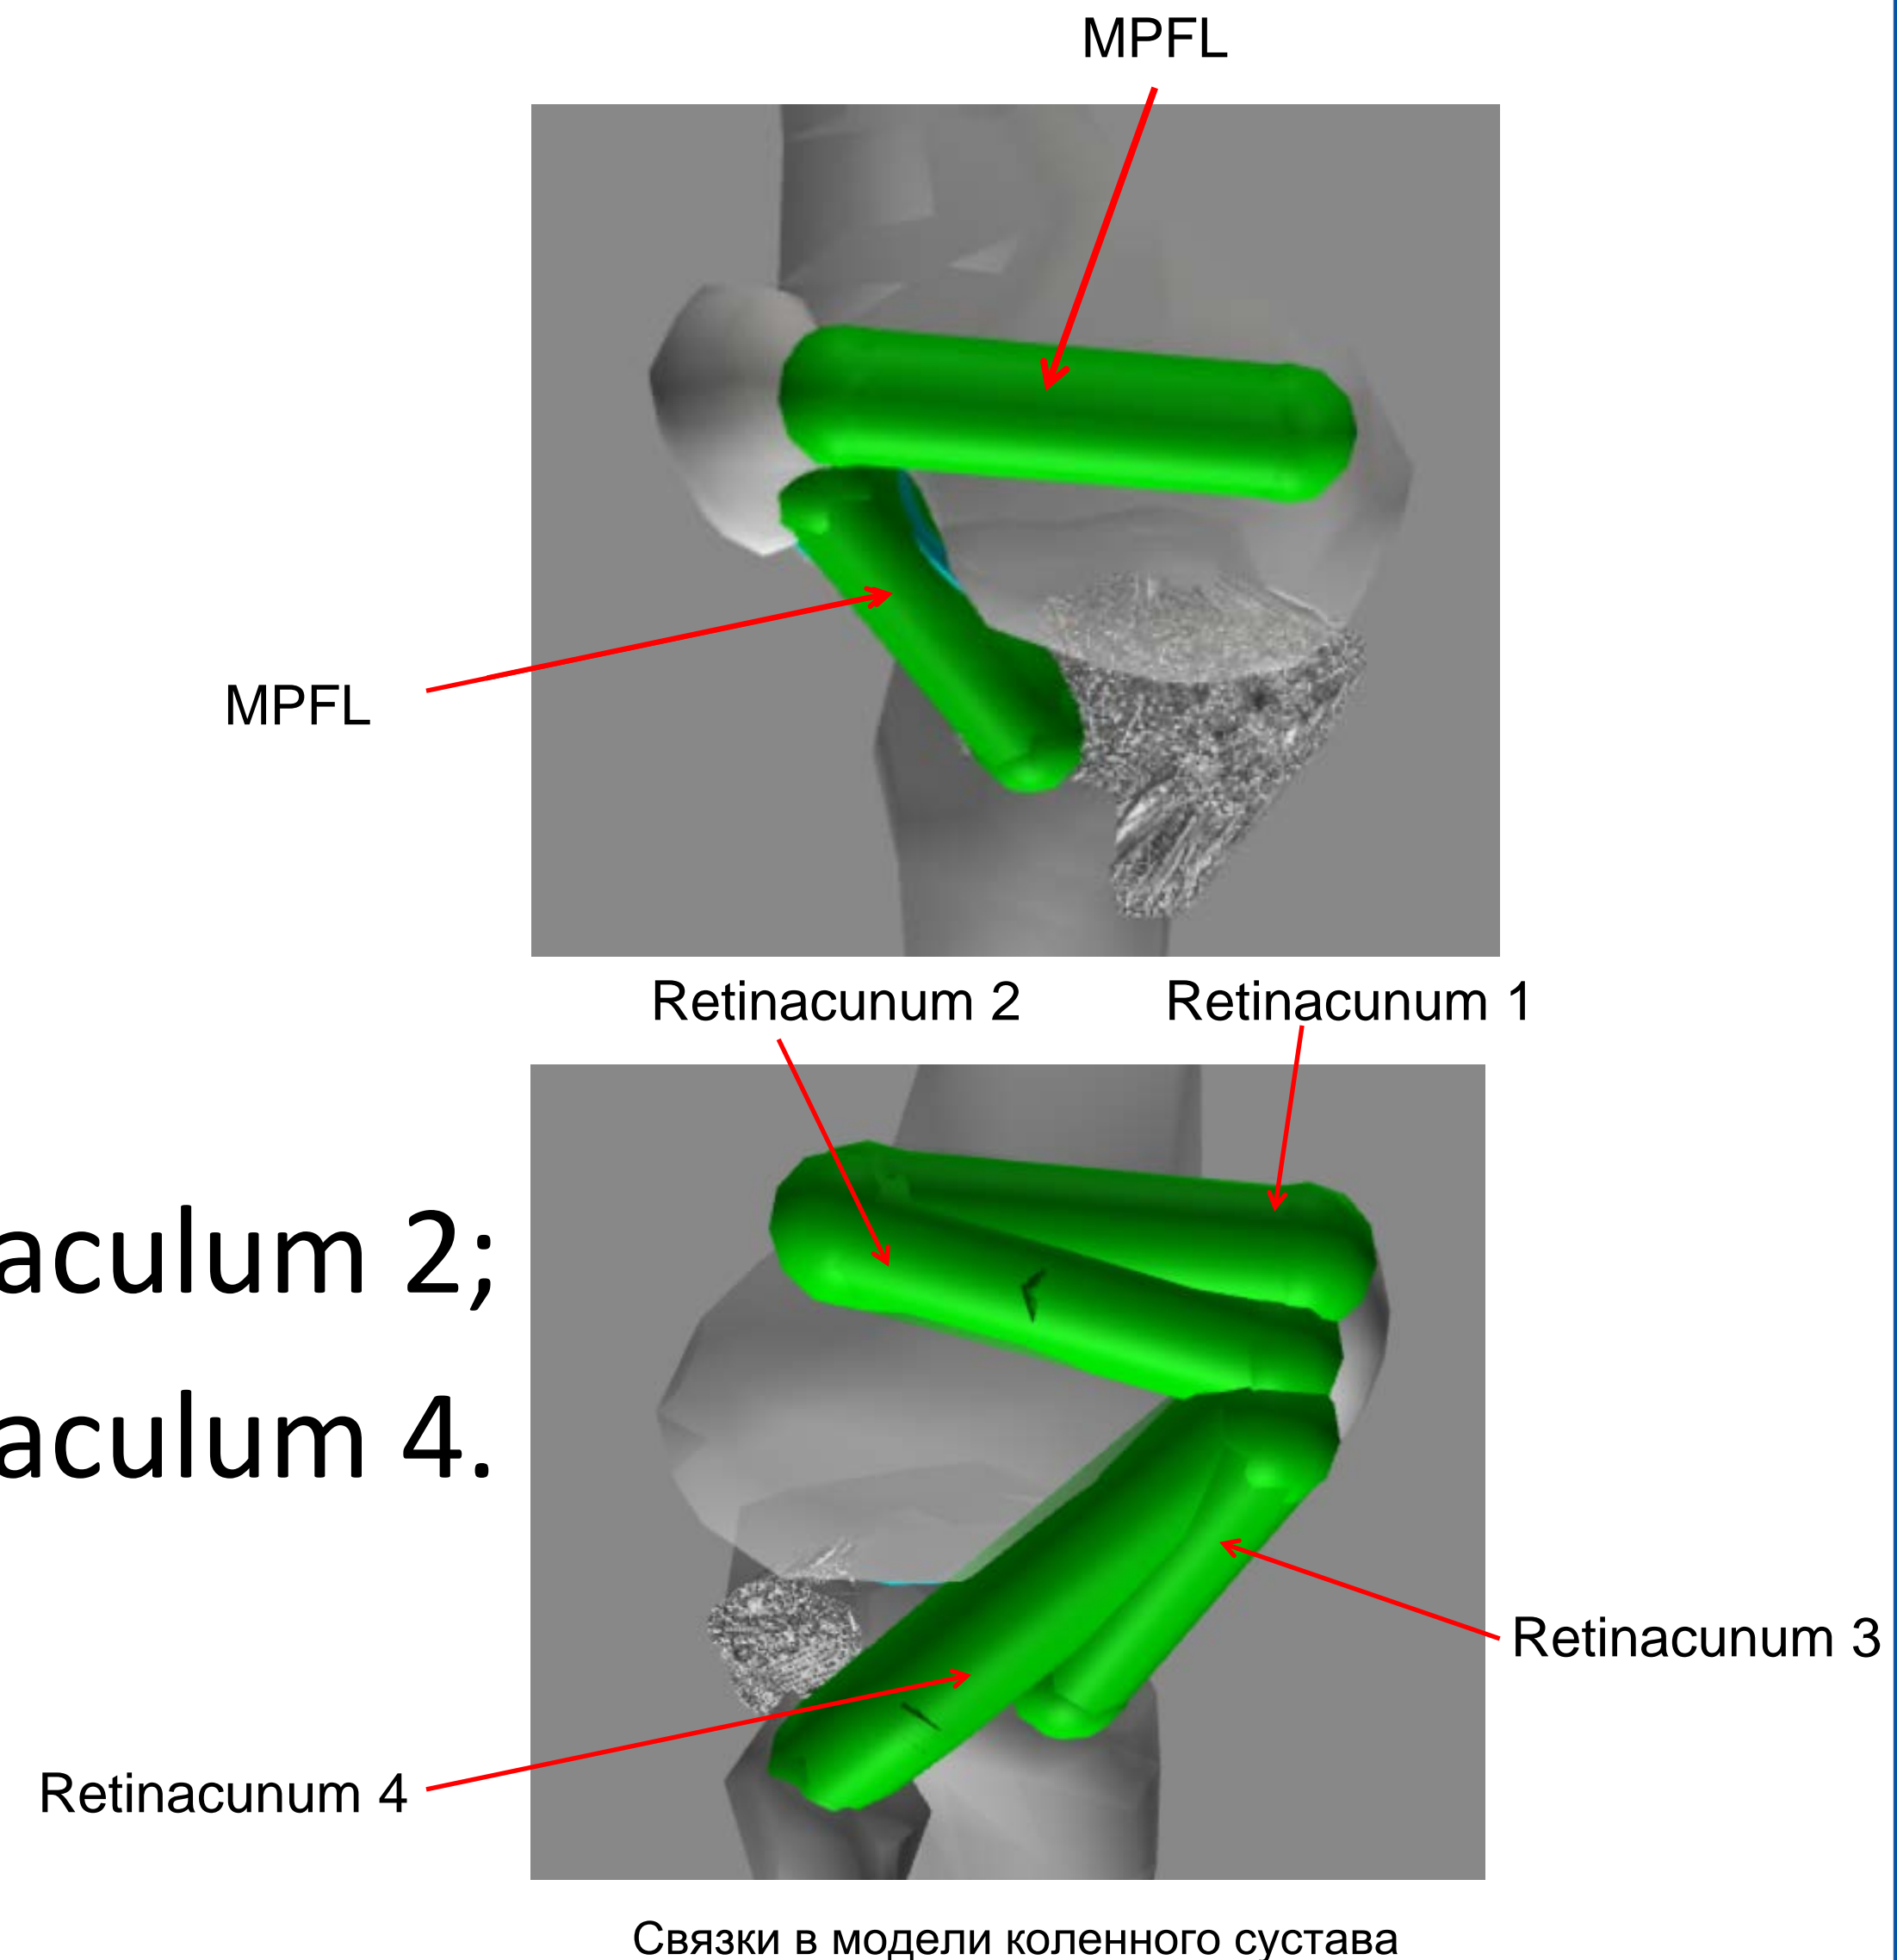 MPFL
MPFL
Retinacunum 2
Retinacunum 1
aculum 2;
aculum 4.
Retinacunum 3
Retinacunum 4
Связки в модели коленного сустава